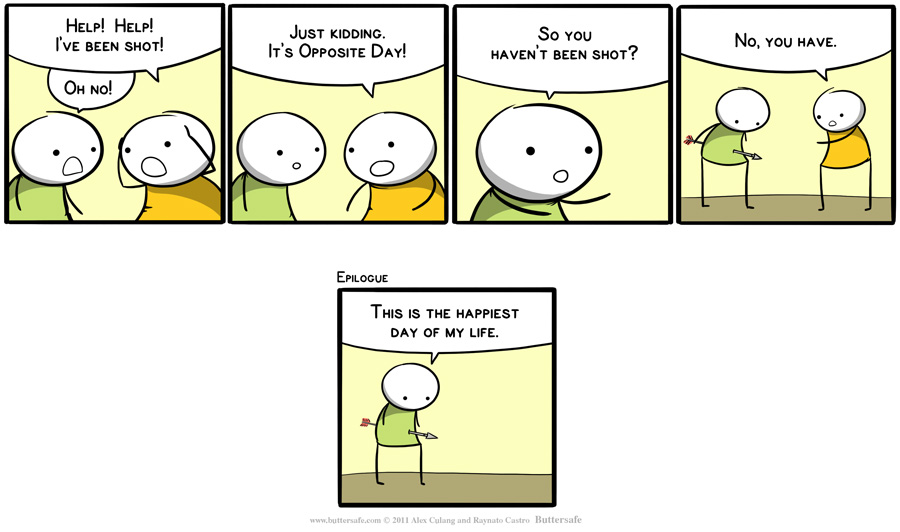 Help! Help!
I've been shot!
Oh no!
Just kidding.
It's Opposite Day!
So you
haven't been shot?
No, you have.
Epilogue
This is the happiest
day of my life.
www.buttersafe.com © 2011 Alex Culang and Raynato Castro Buttersafe